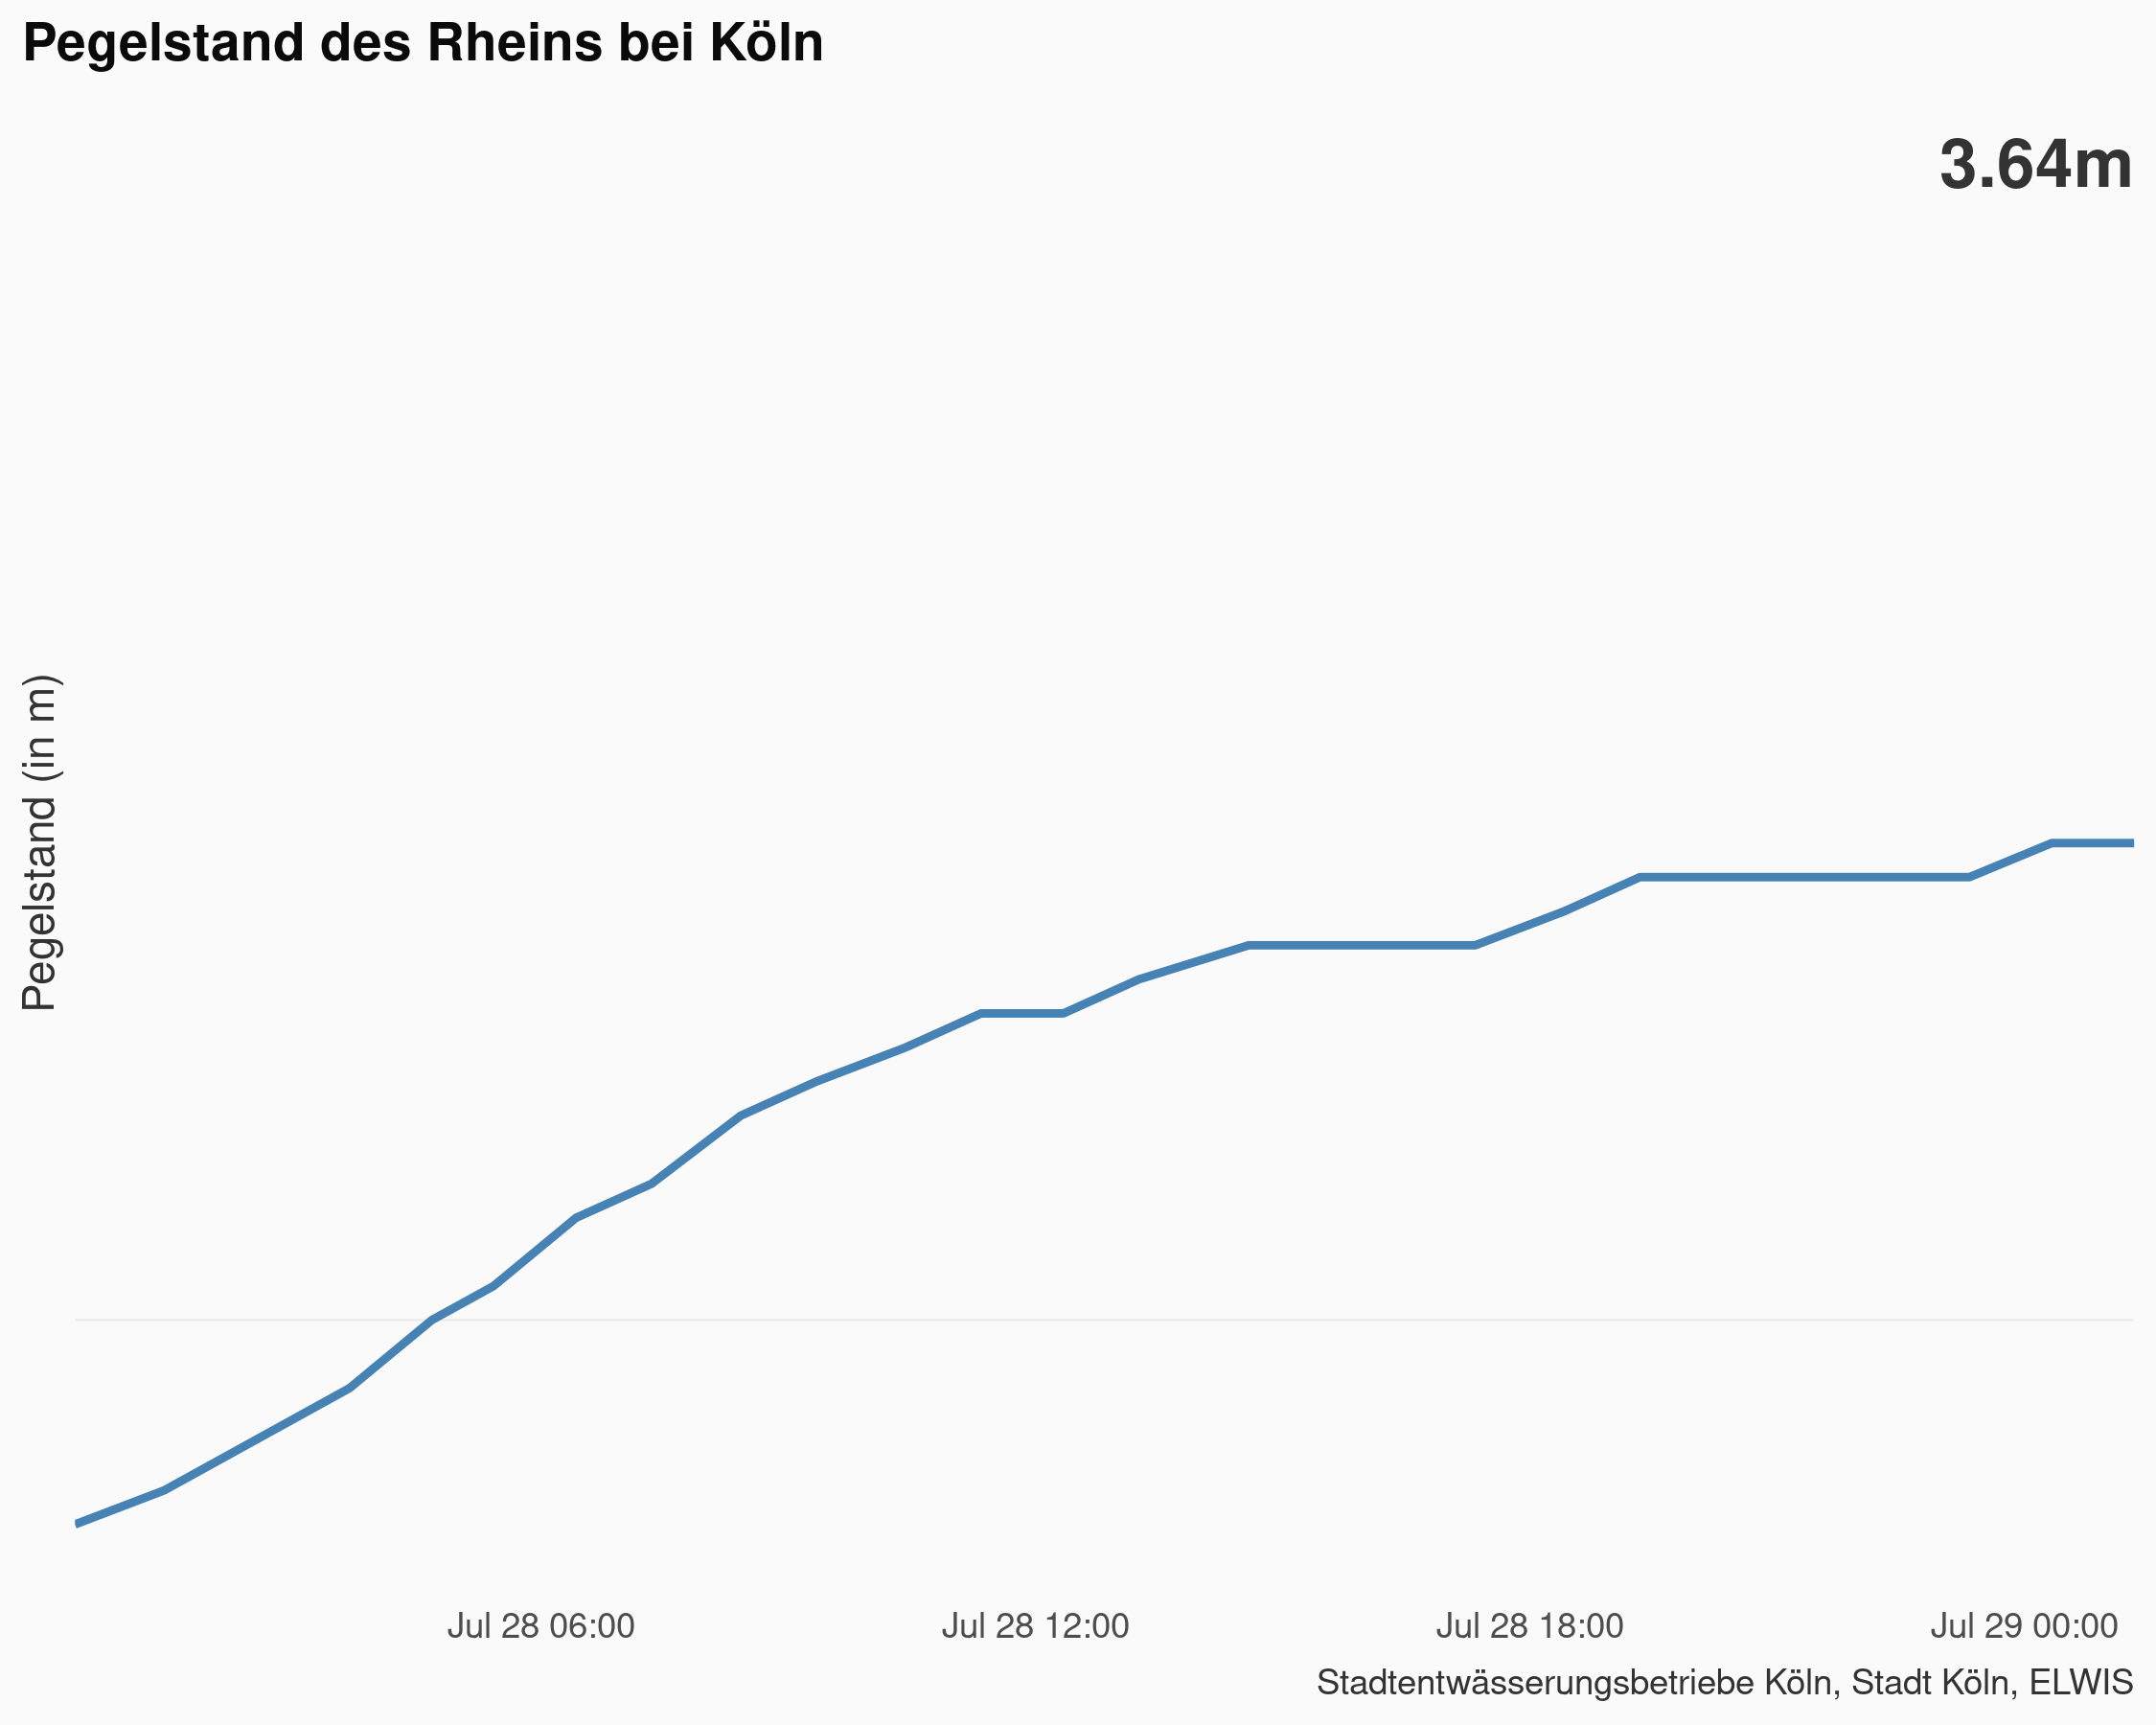 Pegelstand des Rheins bei Köln
3.64m
Pegelstand (in m)
Jul 28 06:00 Jul 28 12:00 Jul 28 18:00 Jul 29 00:00
Stadtentwässerungsbetriebe Köln, Stadt Köln, ELWIS